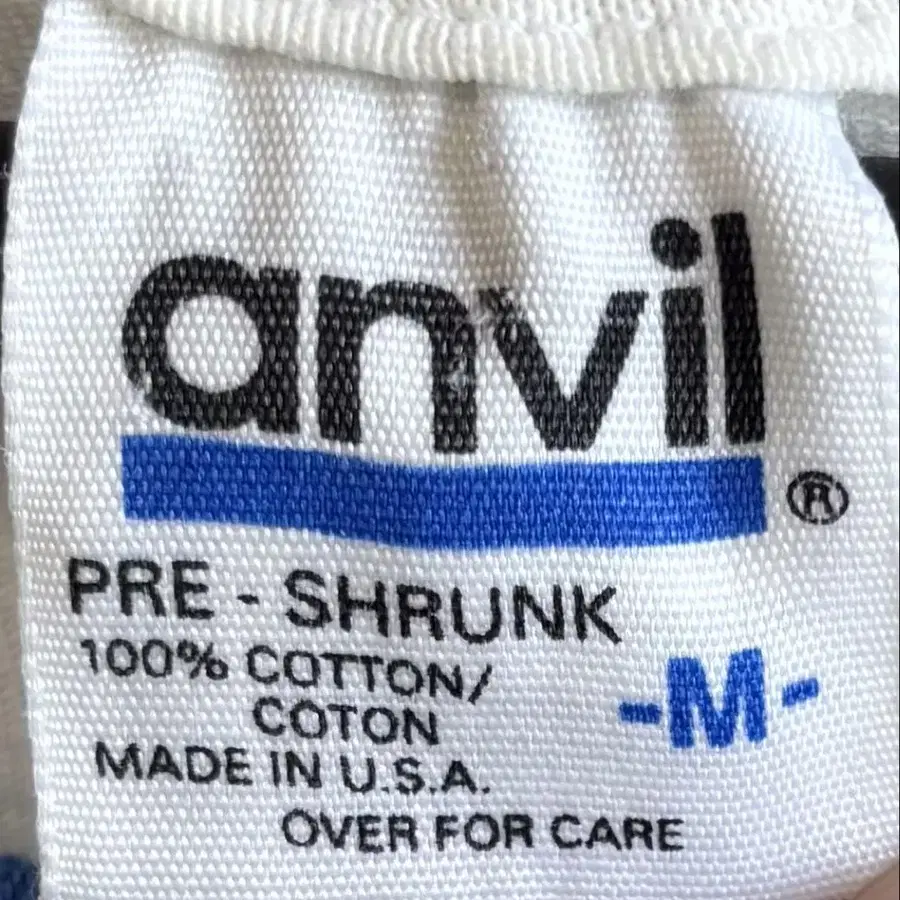 anvil ®
PRE - SHRUNK
100% COTTON/
COTON
-M-
MADE IN U.S.A.
OVER FOR CARE